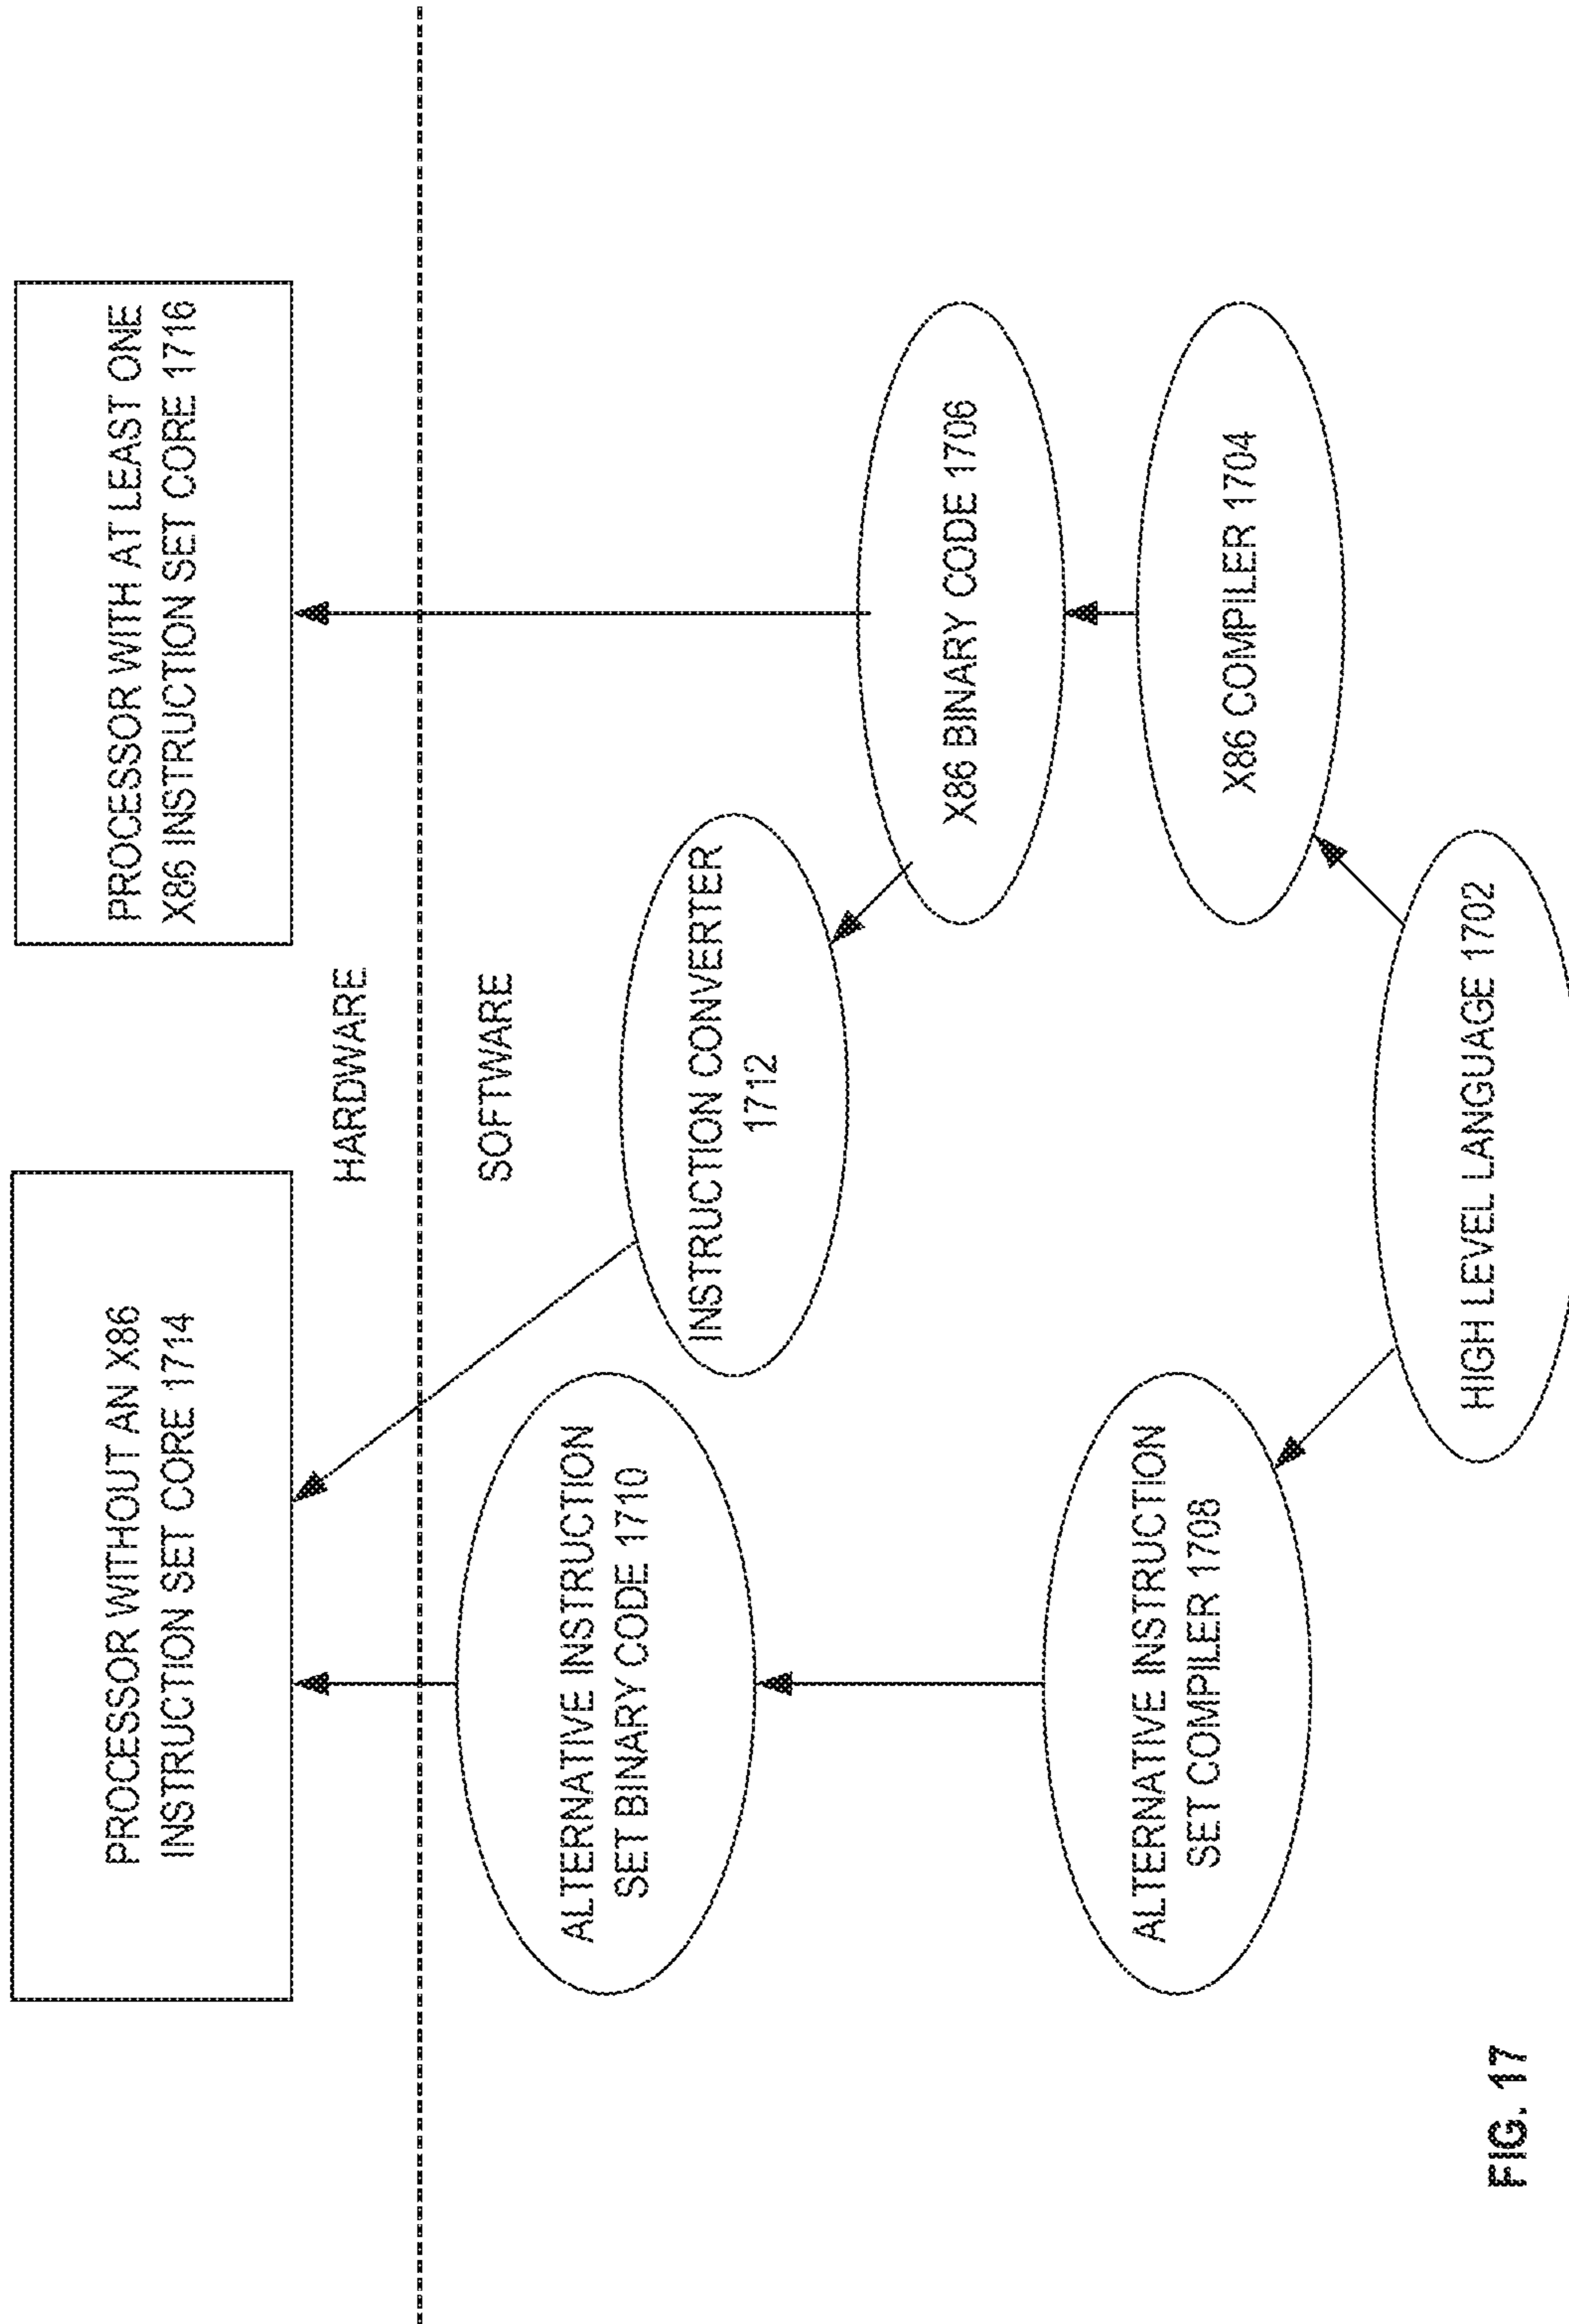 PROCESSOR WITHOUT AN X86
INSTRUCTION SET CORE 1714
PROCESSOR WITH AT LEAST ONE
X86 INSTRUCTION SET CORE 1716
HARDWARE
SOFTWARE
ALTERNATIVE INSTRUCTION
SET BINARY CODE 1710
INSTRUCTION CONVERTER
1712
X86 BINARY CODE 1706
ALTERNATIVE INSTRUCTION
SET COMPILER 1708
X86 COMPILER 1704
HIGH LEVEL LANGUAGE 1702
FIG. 17